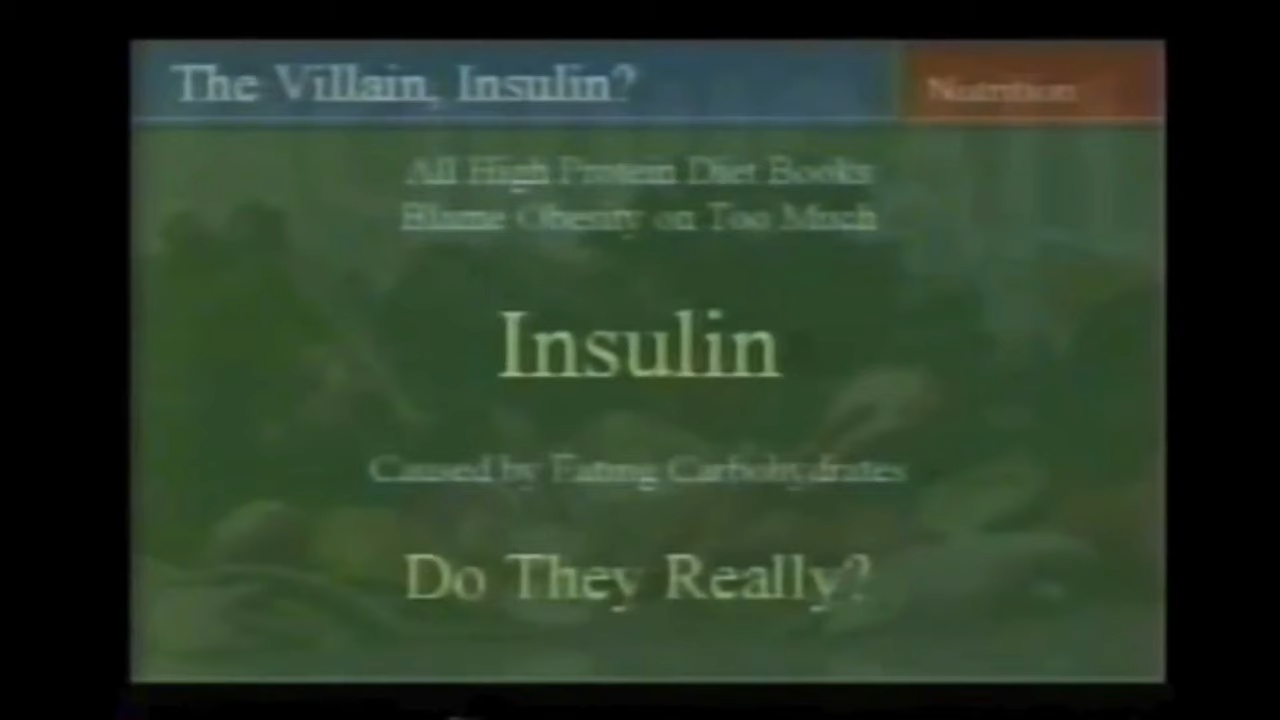 The Villain, Insulin?
Nutrition
All High Protein Diet Books
Blame Obesity on Too Much
Insulin
Caused by Eating Carbohydrates
Do They Really?